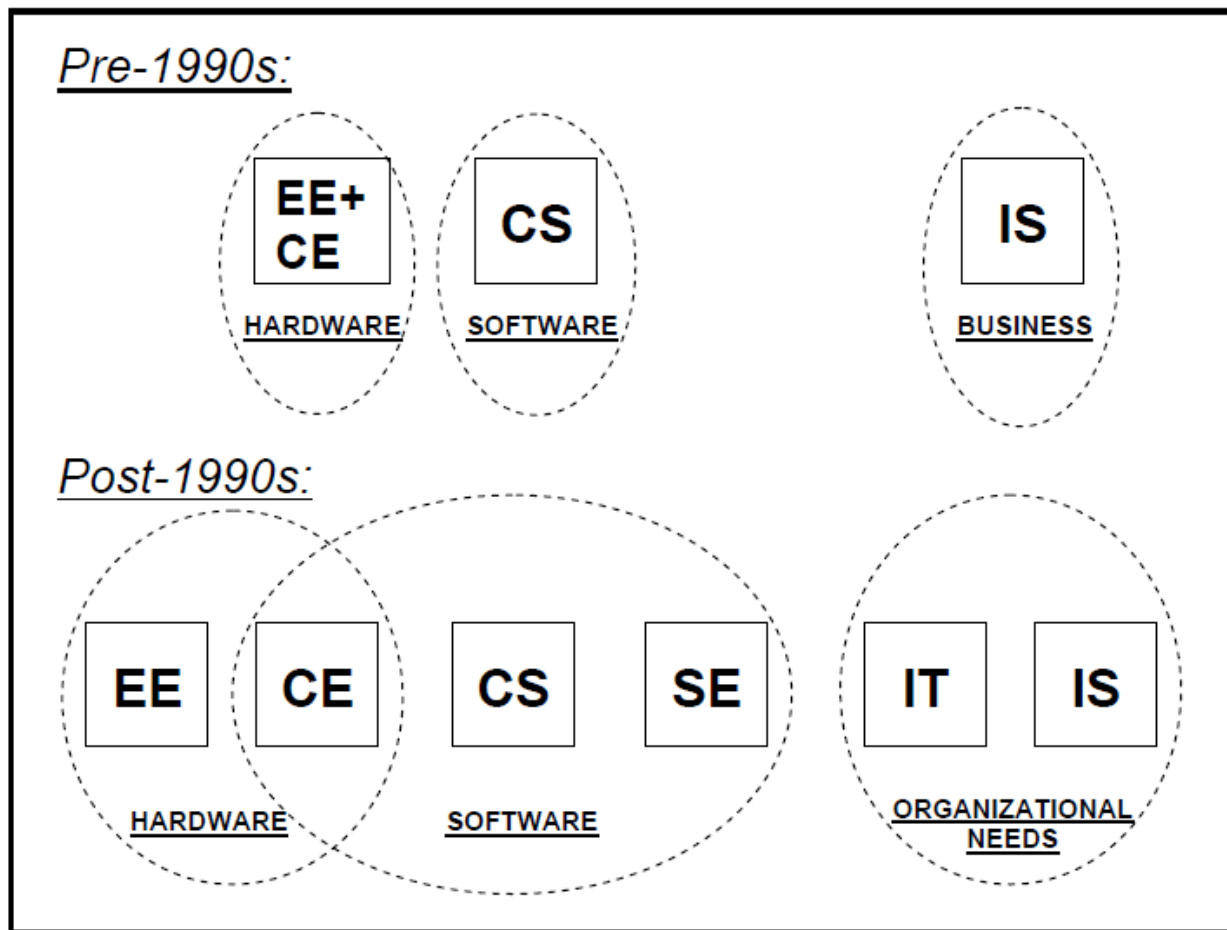 Pre-1990s:
EE+
CE
CS
IS
HARDWARE
SOFTWARE
BUSINESS
Post-1990s:
EE
CE
CS
SE
IT
IS
HARDWARE
SOFTWARE
ORGANIZATIONAL
NEEDS